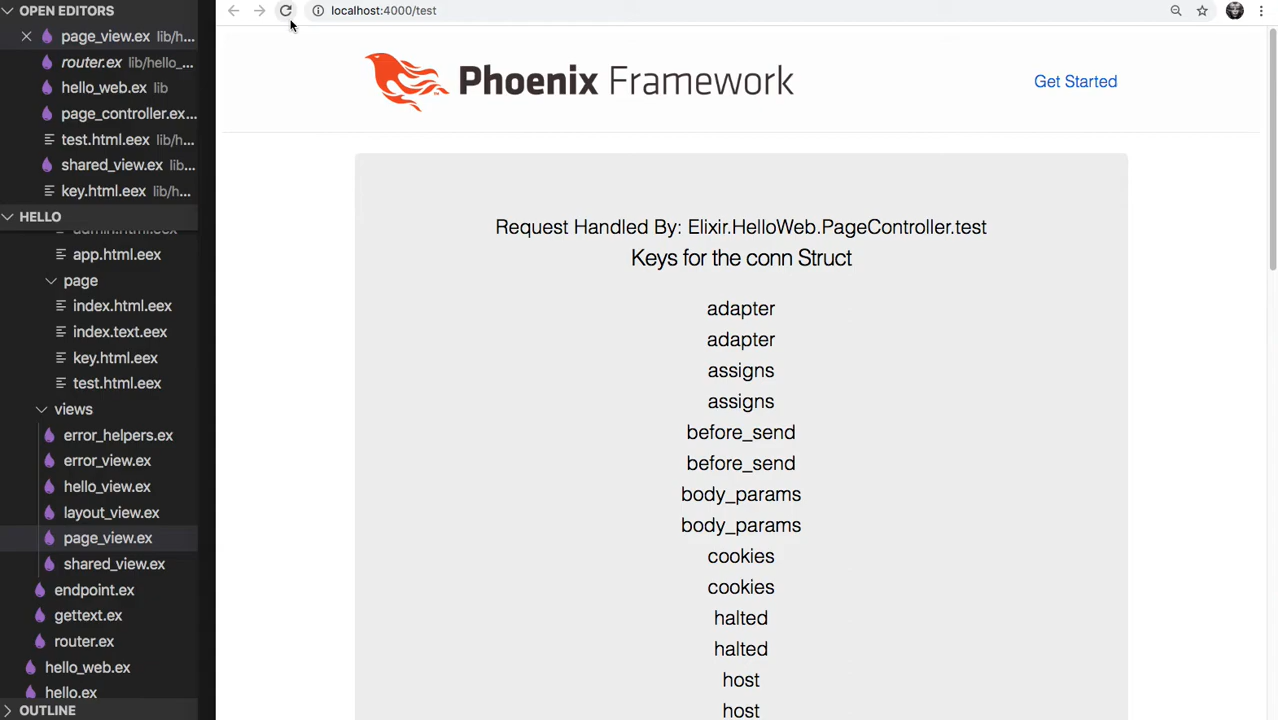 OPEN EDITORS
page_view.ex lib/h...
router.ex lib/hello_...
hello_web.ex lib
page_controller.ex...
test.html.eex lib/h...
shared_view.ex lib...
key.html.eex lib/h...
HELLO
admin.html.eex
app.html.eex
page
index.html.eex
index.text.eex
key.html.eex
test.html.eex
views
error_helpers.ex
error_view.ex
hello_view.ex
layout_view.ex
page_view.ex
shared_view.ex
endpoint.ex
gettext.ex
router.ex
hello_web.ex
hello.ex
OUTLINE
localhost:4000/test
Phoenix Framework
Get Started
Request Handled By: Elixir.HelloWeb.PageController.test
Keys for the conn Struct
adapter
adapter
assigns
assigns
before_send
before_send
body_params
body_params
cookies
cookies
halted
halted
host
host